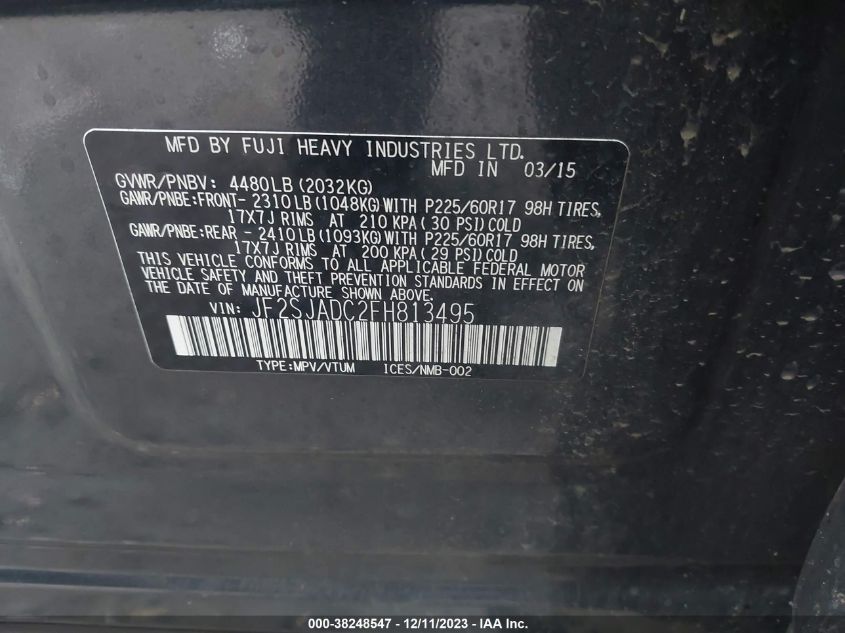 MFD BY FUJI HEAVY INDUSTRIES LTD.
MFD IN 03/15
GVWR/PNBV: 4480LB (2032KG)
GAWR/PNBE:FRONT- 2310LB (1048KG) WITH P225/60R17 98H TIRES,
17X7J RIMS AT 210 KPA (30 PSI) COLD
GAWR/PNBE:REAR - 2410LB (1093KG) WITH P225/60R17 98H TIRES,
17X7J RIMS AT 200 KPA (29 PSI) COLD
THIS VEHICLE CONFORMS TO ALL APPLICABLE FEDERAL MOTOR
VEHICLE SAFETY AND THEFT PREVENTION STANDARDS IN EFFECT ON
THE DATE OF MANUFACTURE SHOWN ABOVE.
VIN: JF2SJADC2FH813495
TYPE:MPV/VTUM ICES/NMB-002
000-38248547 - 12/11/2023 - IAA Inc.